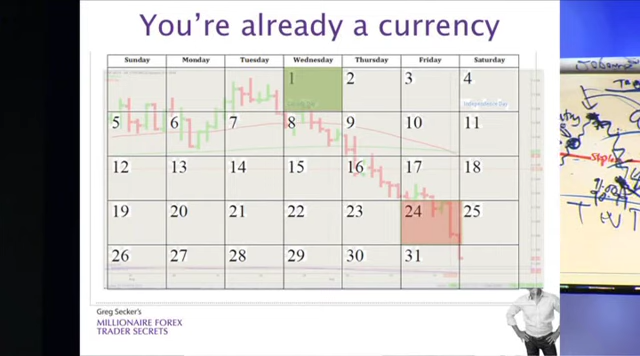 You're already a currency
Sunday Monday Tuesday Wednesday Thursday Friday Saturday
1 2 3 4
Independence Day
5 6 7 8 9 10 11
12 13 14 15 16 17 18
19 20 21 22 23 24 25
26 27 28 29 30 31
Greg Secker's
MILLIONAIRE FOREX
TRADER SECRETS